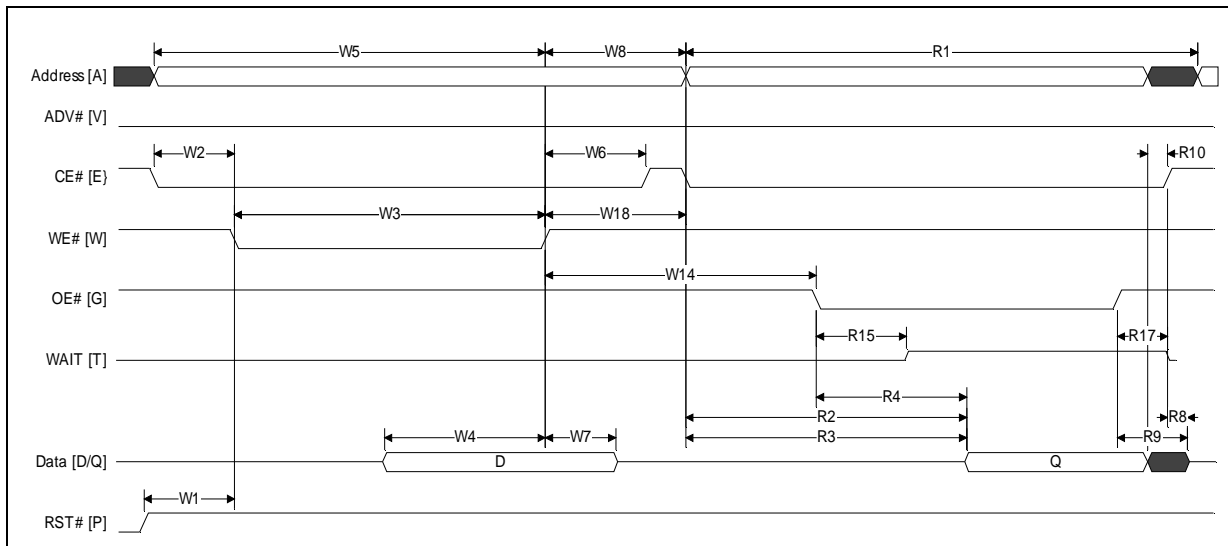 W5 W8 R1
Address [A]
ADV# [V]
W2 W6 R10
CE# [E}
W3 W18
WE# [W]
W14
OE# [G]
R15 R17
WAIT [T]
R4
R2 R8
W4 W7 R3 R9
Data [D/Q] D Q
W1
RST# [P]